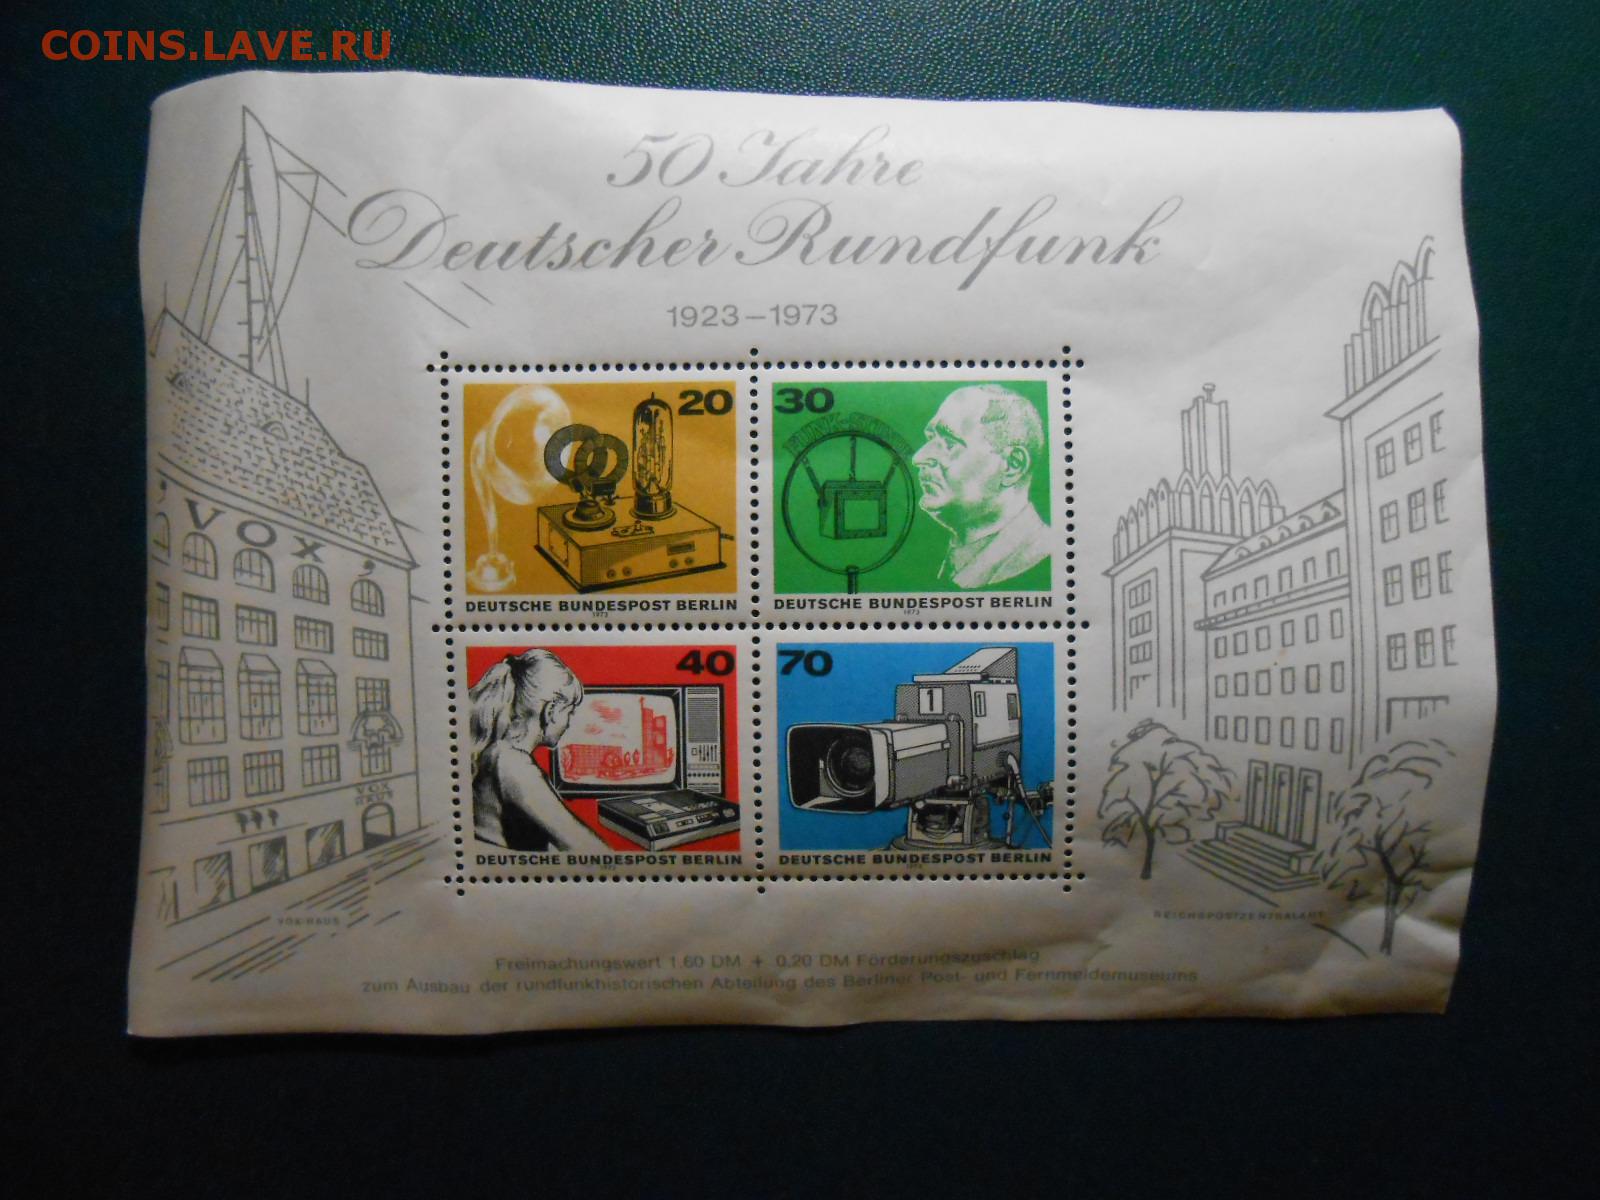 COINS.LAVE.RU
50 Jahre
Deutscher Rundfunk
1923–1973
20
DEUTSCHE BUNDESPOST BERLIN
1973
30
FUNK-STUNDE
DEUTSCHE BUNDESPOST BERLIN
1973
40
DEUTSCHE BUNDESPOST BERLIN
1973
70
1
DEUTSCHE BUNDESPOST BERLIN
1973
VOX
VOX
HAUS
VOX-HAUS
REICHSPOSTZENTRALAMT
Freimachungswert 1.60 DM + 0.20 DM Förderungszuschlag
zum Ausbau der rundfunkhistorischen Abteilung des Berliner Post- und Fernmeldemuseums